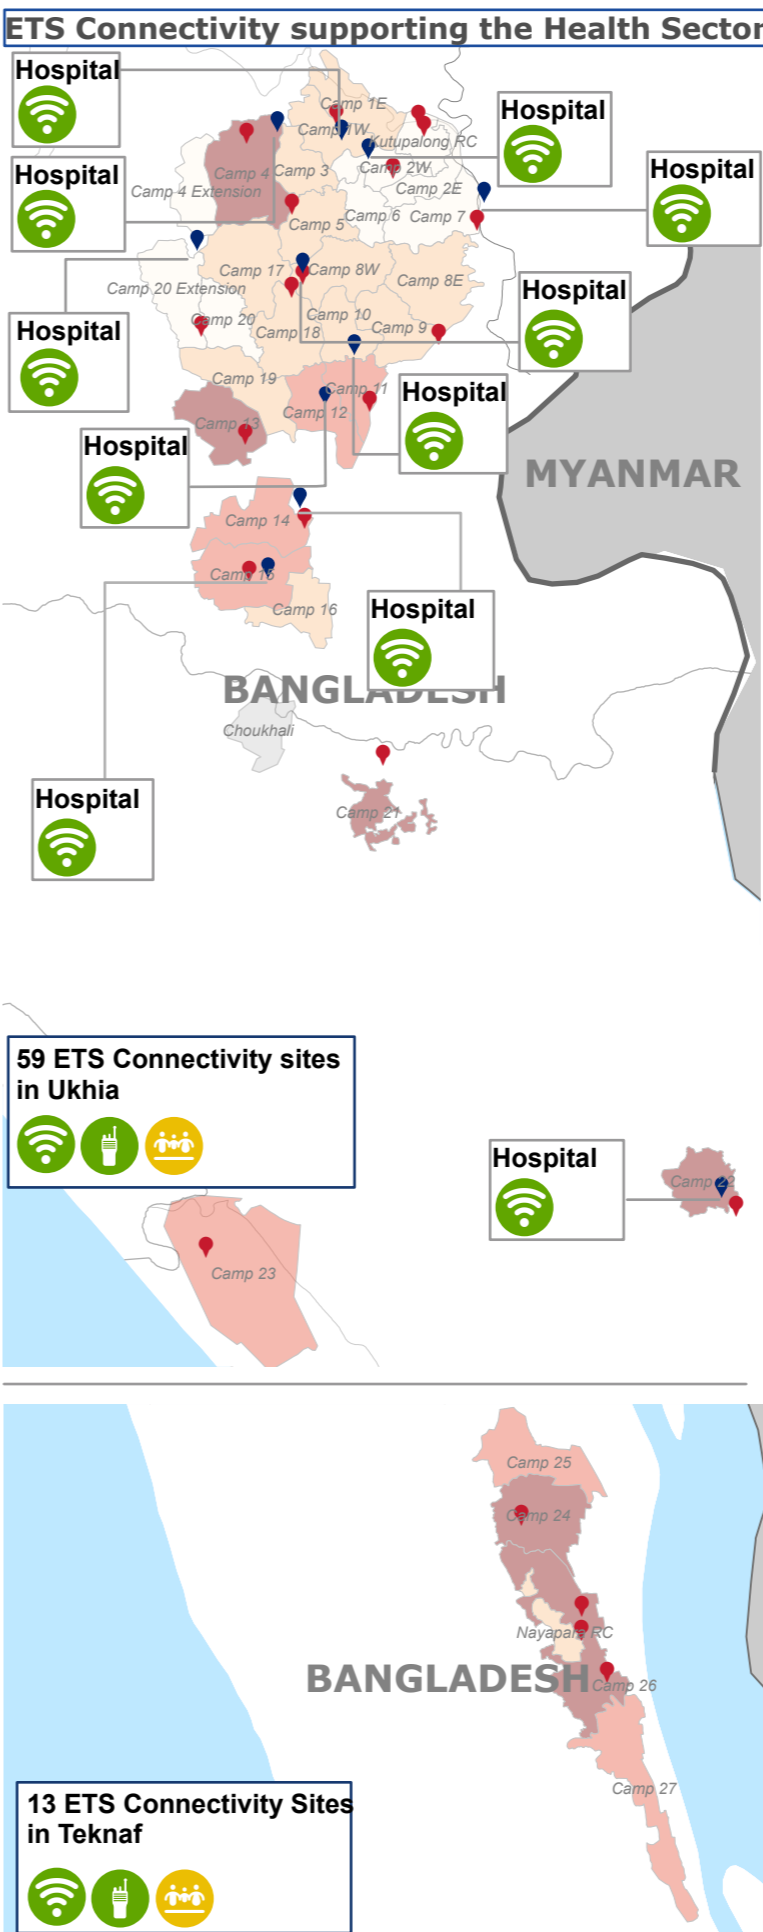 ETS Connectivity supporting the Health Sector
Hospital
Camp 1E
Camp 1W
Kutupalong RC
Hospital
Hospital
Camp 4
Camp 3
Camp 2W
Hospital
Camp 4 Extension
Camp 2E
Camp 5
Camp 6
Camp 7
Camp 17
Camp 8W
Camp 8E
Camp 20 Extension
Hospital
Hospital
Camp 20
Camp 18
Camp 10
Camp 9
Camp 19
Camp 12
Camp 11
Hospital
Camp 13
Hospital
MYANMAR
Camp 14
Camp 15
Camp 16
Hospital
BANGLADESH
Choukhali
Hospital
Camp 21
59 ETS Connectivity sites
in Ukhia
Hospital
Camp 22
Camp 23
Camp 25
Camp 24
Nayapara RC
BANGLADESH
Camp 26
Camp 27
13 ETS Connectivity Sites
in Teknaf